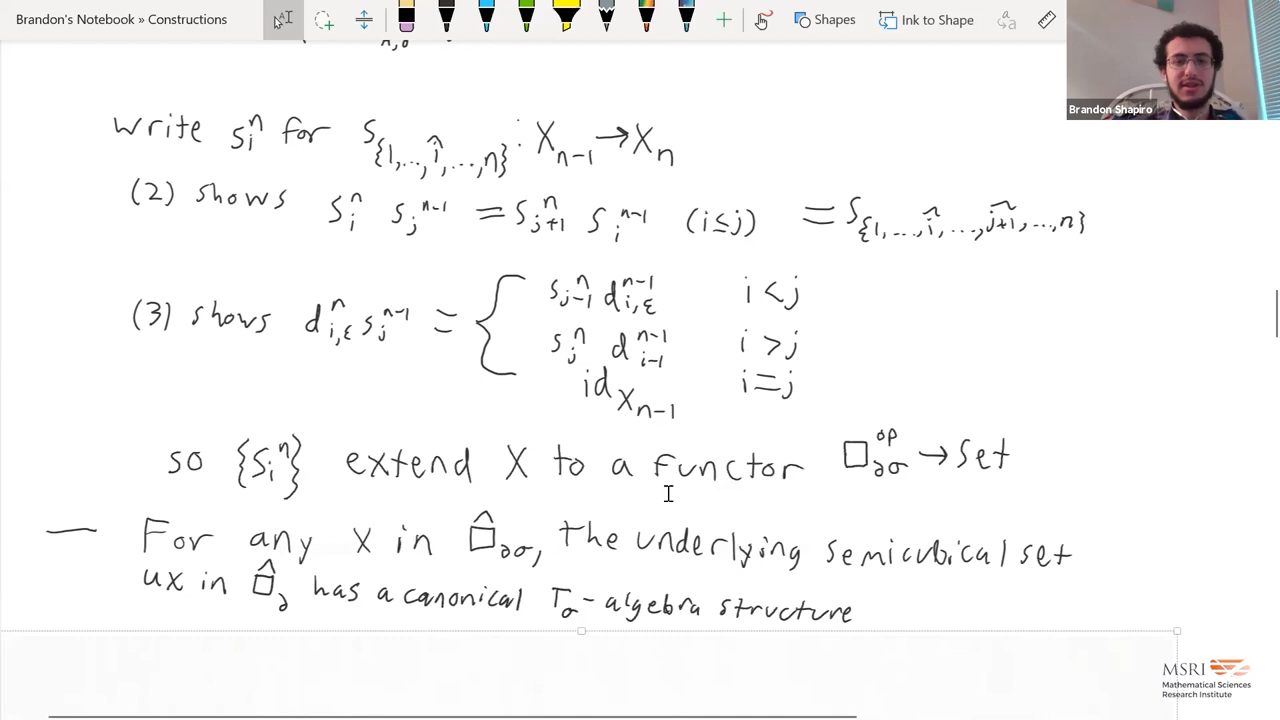 Brandon's Notebook » Constructions
Shapes
Ink to Shape
Brandon Shapiro
write s_i^n for S_{1,...,î,...,n} : X_{n-1} → X_n
(2) shows s_i^n s_j^{n-1} = s_{j+1}^n s_i^{n-1} (i≤j) = S_{1,...,î,...,ĵ+1,...,n}
(3) shows d_{i,ε}^n s_j^{n-1} = { s_{j-1}^n d_{i,ε}^{n-1} i < j
s_j^n d_{i-1}^{n-1} i > j
id_{X_{n-1}} i = j
so {s_i^n} extend X to a functor □_{∂σ}^{op} → Set
— For any X in □̂_{∂σ}, the underlying semicubical set
UX in □̂_∂ has a canonical T_σ-algebra structure
MSRI
Mathematical Sciences
Research Institute